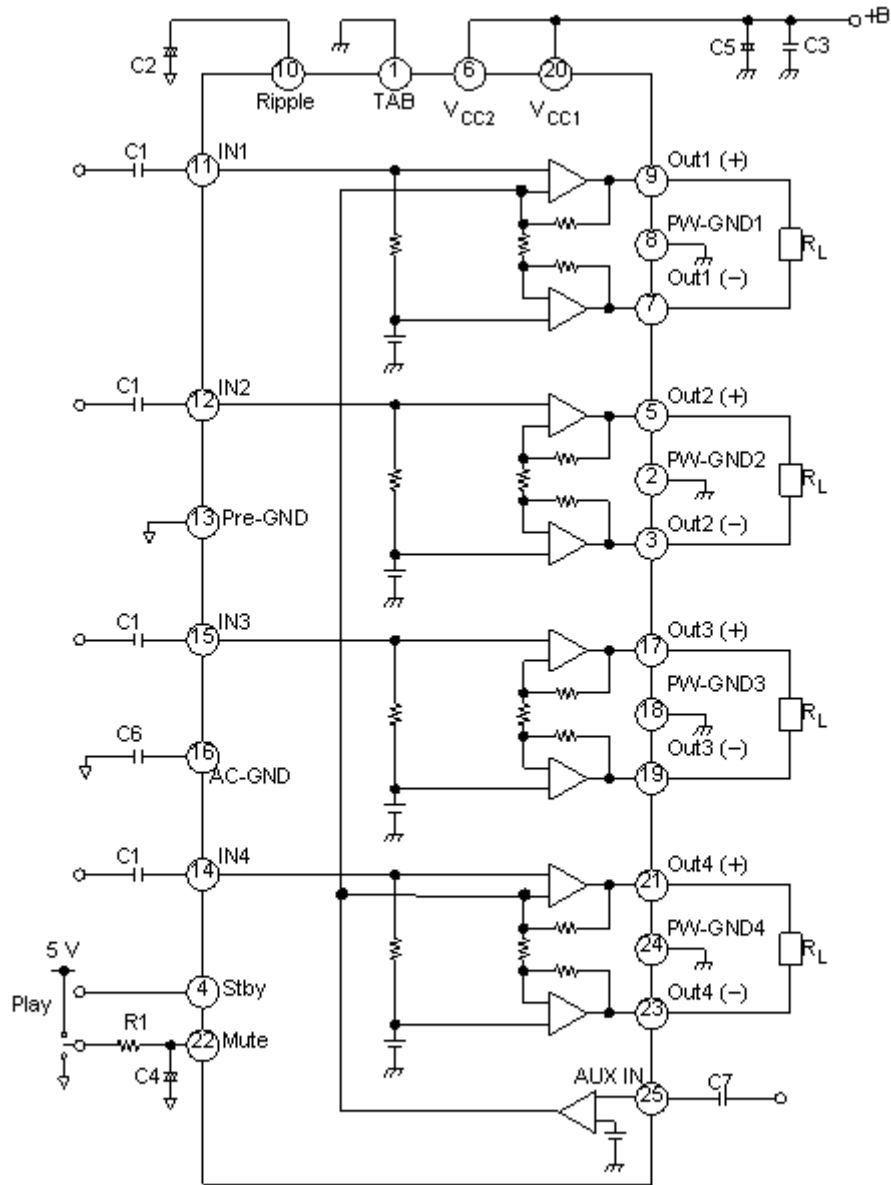 +B
C2
C5
C3
10
1
6
20
Ripple
TAB
VCC2
VCC1
C1
11
IN1
9
Out1 (+)
8
PW-GND1
RL
7
Out1 (−)
C1
12
IN2
5
Out2 (+)
2
PW-GND2
RL
3
Out2 (−)
13
Pre-GND
C1
15
IN3
17
Out3 (+)
18
PW-GND3
RL
19
Out3 (−)
C6
16
AC-GND
C1
14
IN4
21
Out4 (+)
24
PW-GND4
RL
23
Out4 (−)
5 V
Play
4
Stby
R1
22
Mute
C4
AUX IN
25
C7